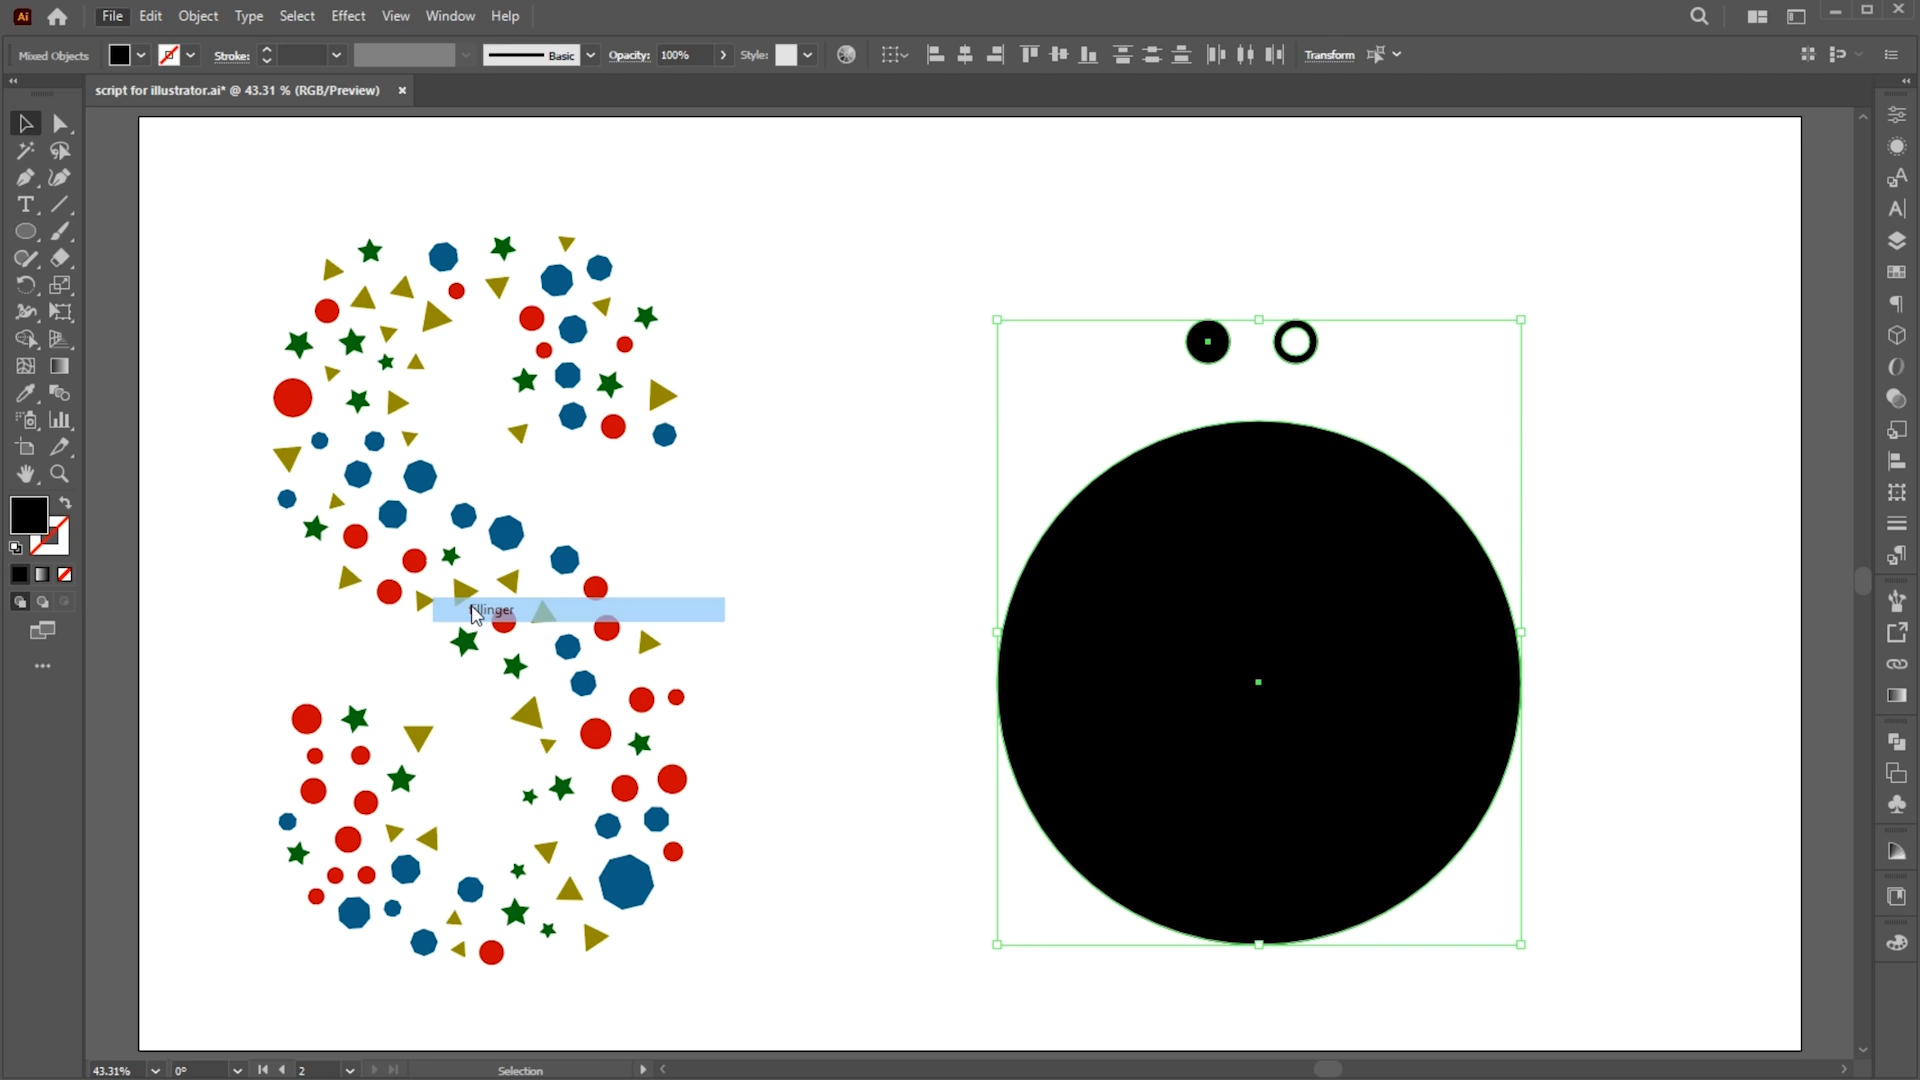 Ai File Edit Object Type Select Effect View Window Help
Mixed Objects Stroke: Basic Opacity: 100% Style: Transform
script for illustrator.ai* @ 43.31 % (RGB/Preview)
fillinger
43.31% 0° 2 Selection